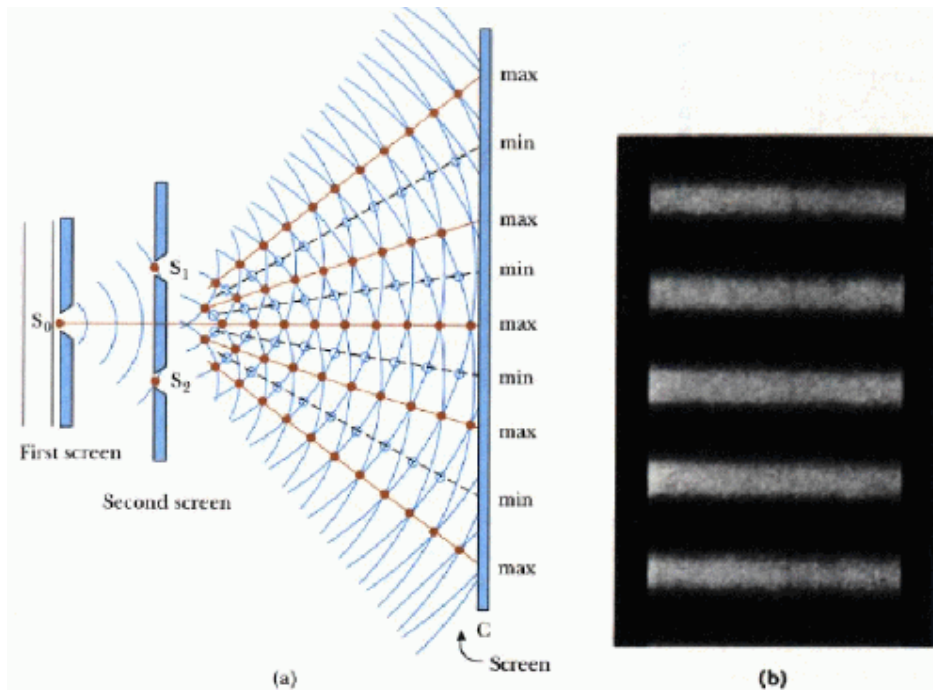 max
min
max
min
max
min
max
min
max
S₀
S₁
S₂
First screen
Second screen
C
Screen
(a)
(b)